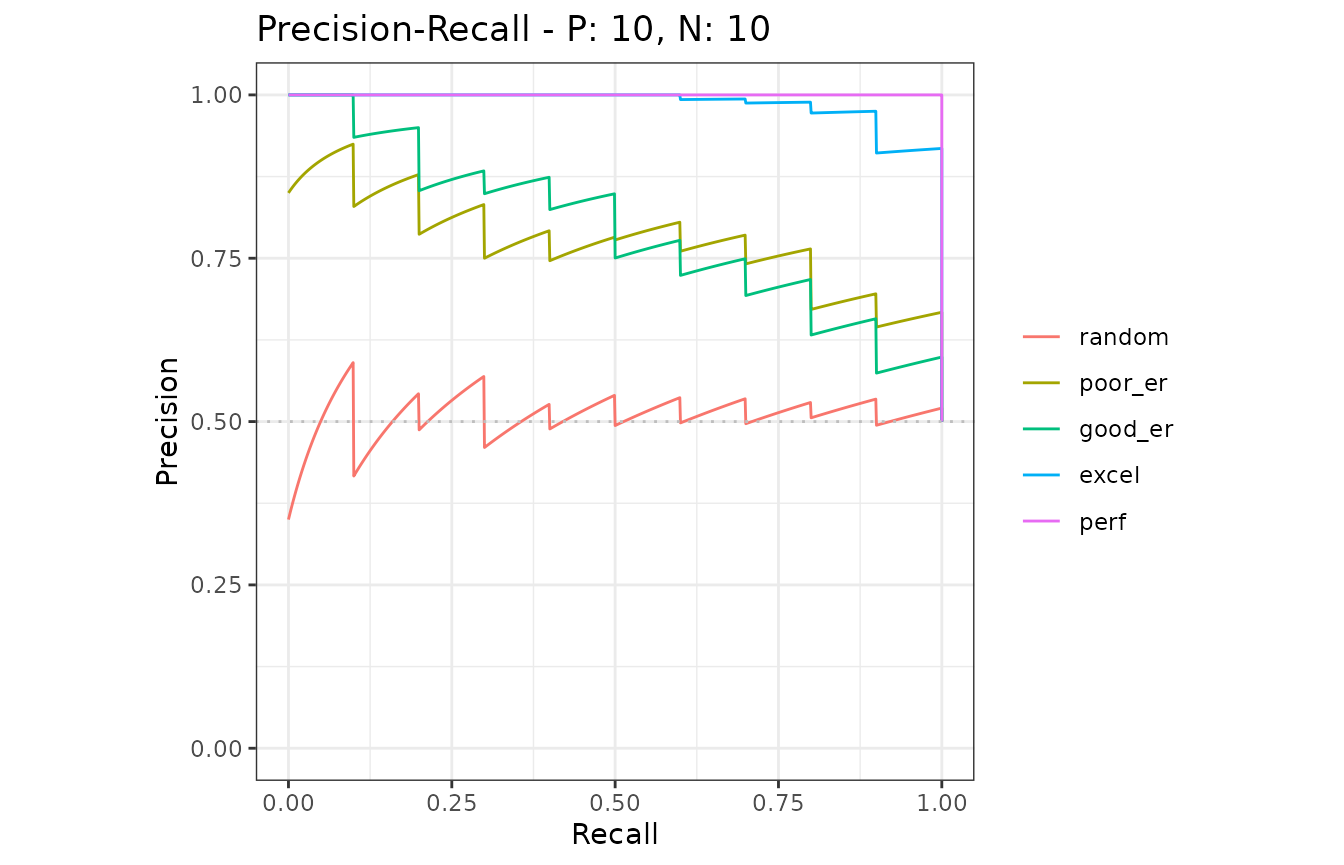 Precision-Recall - P: 10, N: 10
1.00
0.75
0.50
0.25
0.00
Precision
0.00 0.25 0.50 0.75 1.00
Recall
random
poor_er
good_er
excel
perf